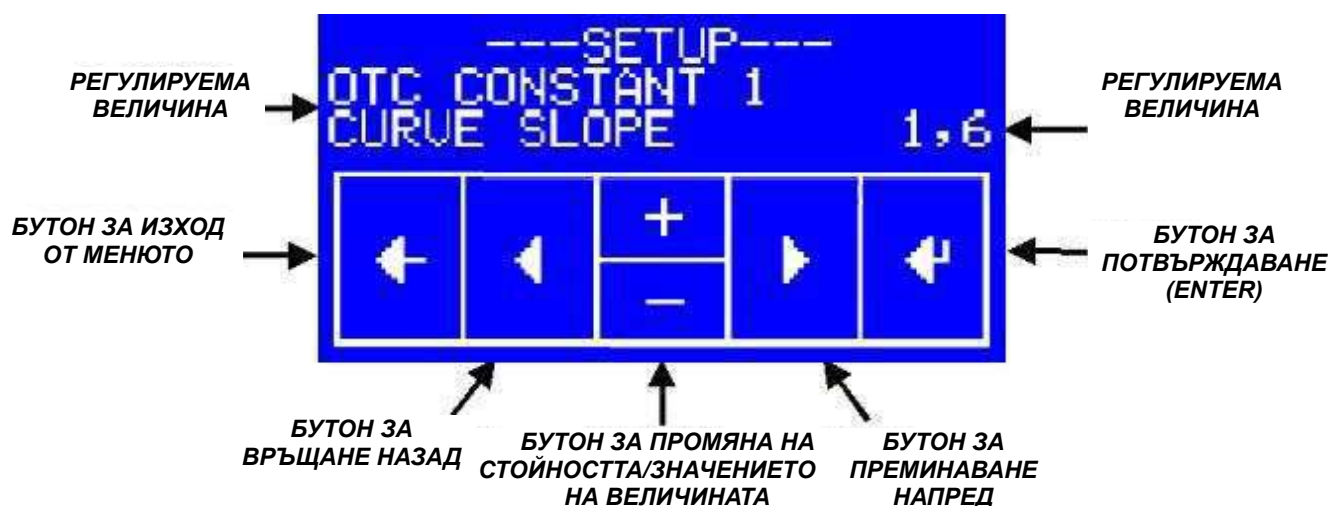 ---SETUP---
OTC CONSTANT 1
CURVE SLOPE 1,6
+
−
РЕГУЛИРУЕМА
ВЕЛИЧИНА
РЕГУЛИРУЕМА
ВЕЛИЧИНА
БУТОН ЗА ИЗХОД
ОТ МЕНЮТО
БУТОН ЗА
ПОТВЪРЖДАВАНЕ
(ENTER)
БУТОН ЗА
ВРЪЩАНЕ НАЗАД
БУТОН ЗА ПРОМЯНА НА
СТОЙНОСТТА/ЗНАЧЕНИЕТО
НА ВЕЛИЧИНАТА
БУТОН ЗА
ПРЕМИНАВАНЕ
НАПРЕД